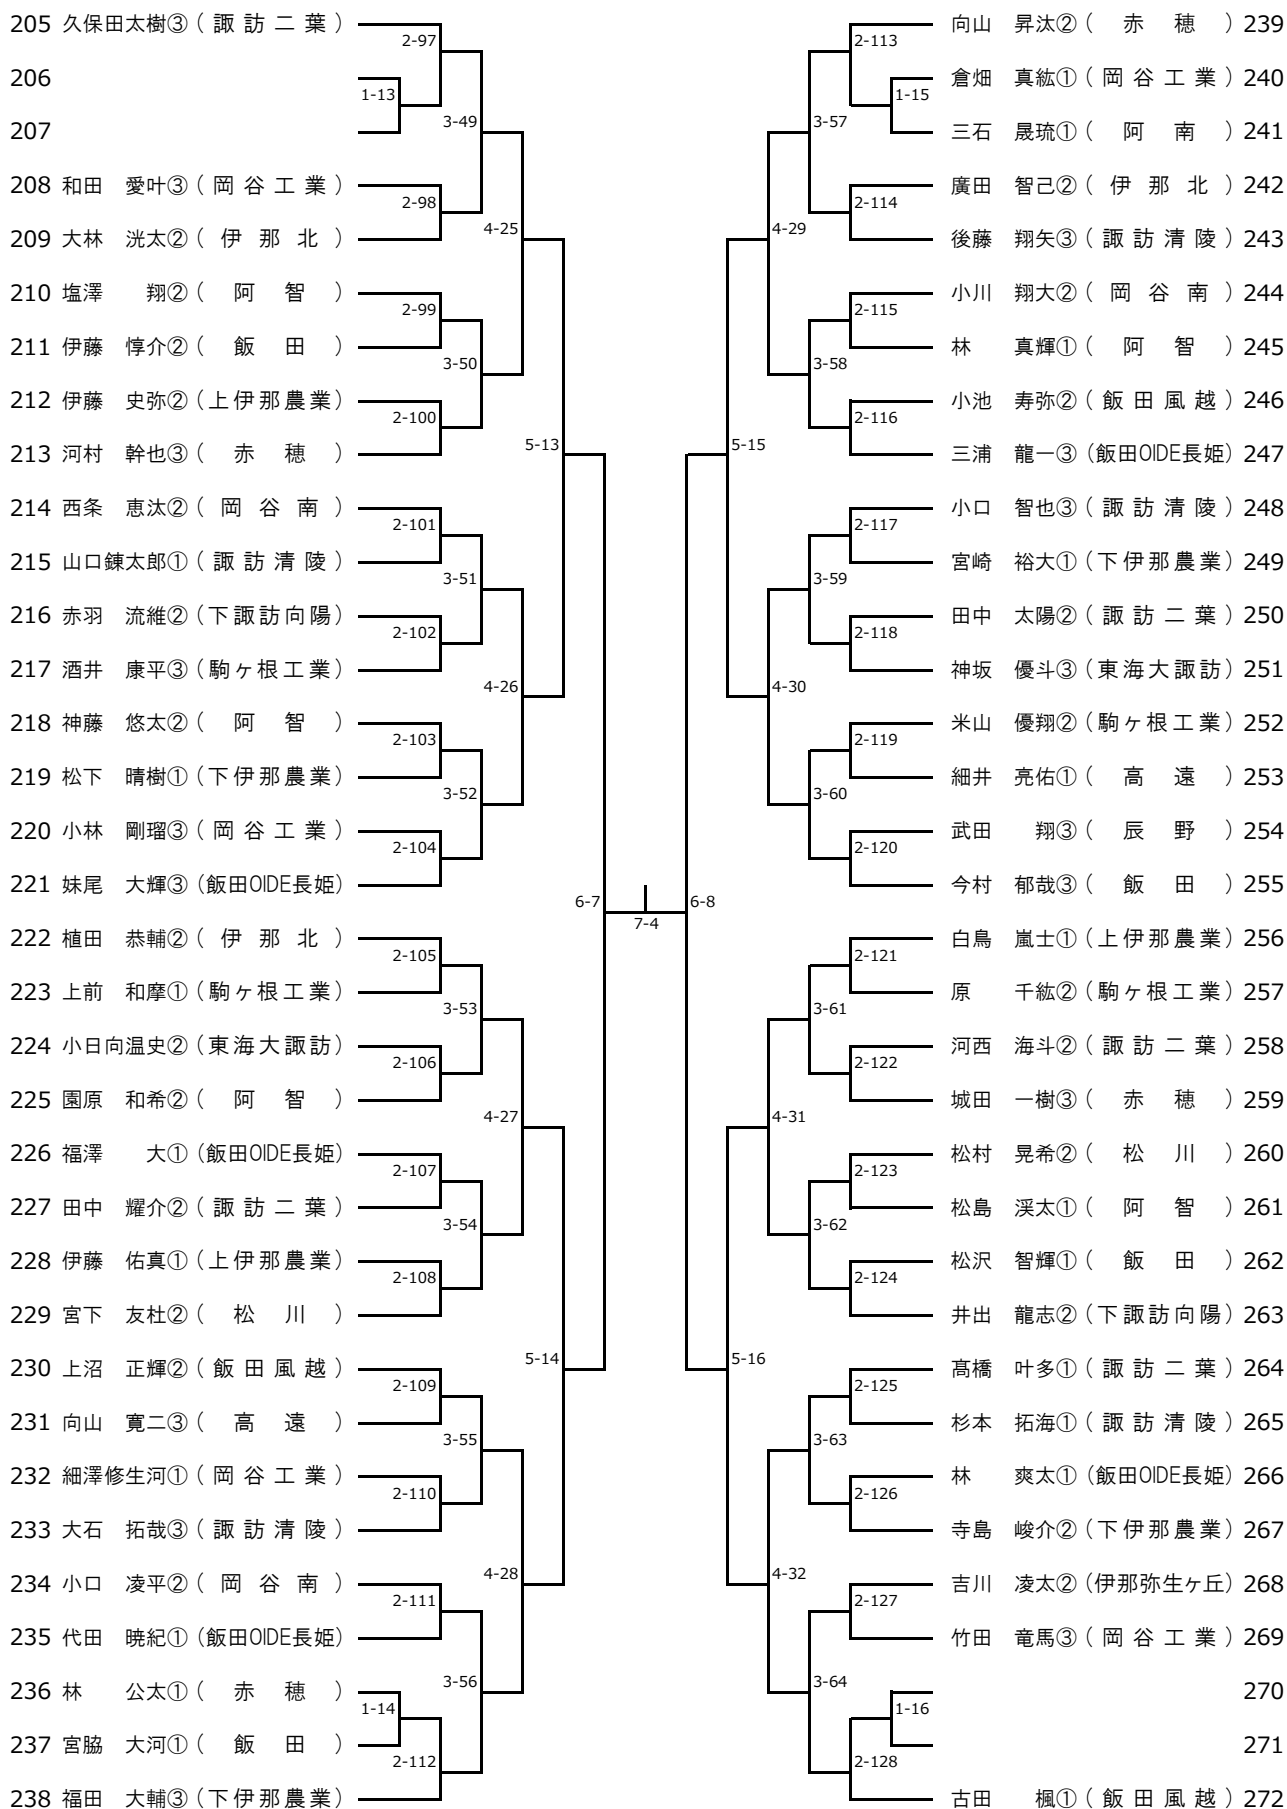 205 久保田太樹③（諏訪二葉）
206
207
208 和田 愛叶③（岡谷工業）
209 大林 洸太②（伊那北）
210 塩澤 翔②（阿智）
211 伊藤 惇介②（飯田）
212 伊藤 史弥②（上伊那農業）
213 河村 幹也③（赤穂）
214 西条 恵汰②（岡谷南）
215 山口錬太郎①（諏訪清陵）
216 赤羽 流維②（下諏訪向陽）
217 酒井 康平③（駒ヶ根工業）
218 神藤 悠太②（阿智）
219 松下 晴樹①（下伊那農業）
220 小林 剛瑠③（岡谷工業）
221 妹尾 大輝③（飯田OIDE長姫）
222 植田 恭輔②（伊那北）
223 上前 和摩①（駒ヶ根工業）
224 小日向温史②（東海大諏訪）
225 園原 和希②（阿智）
226 福澤 大①（飯田OIDE長姫）
227 田中 耀介②（諏訪二葉）
228 伊藤 佑真①（上伊那農業）
229 宮下 友杜②（松川）
230 上沼 正輝②（飯田風越）
231 向山 寛二③（高遠）
232 細澤修生河①（岡谷工業）
233 大石 拓哉③（諏訪清陵）
234 小口 凌平②（岡谷南）
235 代田 暁紀①（飯田OIDE長姫）
236 林 公太①（赤穂）
237 宮脇 大河①（飯田）
238 福田 大輔③（下伊那農業）
1-13
1-14
2-97
2-98
2-99
2-100
2-101
2-102
2-103
2-104
2-105
2-106
2-107
2-108
2-109
2-110
2-111
2-112
3-49
3-50
3-51
3-52
3-53
3-54
3-55
3-56
4-25
4-26
4-27
4-28
5-13
5-14
6-7
7-4
6-8
5-15
5-16
4-29
4-30
4-31
4-32
3-57
3-58
3-59
3-60
3-61
3-62
3-63
3-64
2-113
2-114
2-115
2-116
2-117
2-118
2-119
2-120
2-121
2-122
2-123
2-124
2-125
2-126
2-127
2-128
1-15
1-16
向山 昇汰②（赤穂）239
倉畑 真紘①（岡谷工業）240
三石 晟琉①（阿南）241
廣田 智己②（伊那北）242
後藤 翔矢③（諏訪清陵）243
小川 翔大②（岡谷南）244
林 真輝①（阿智）245
小池 寿弥②（飯田風越）246
三浦 龍一③（飯田OIDE長姫）247
小口 智也③（諏訪清陵）248
宮崎 裕大①（下伊那農業）249
田中 太陽②（諏訪二葉）250
神坂 優斗③（東海大諏訪）251
米山 優翔②（駒ヶ根工業）252
細井 亮佑①（高遠）253
武田 翔③（辰野）254
今村 郁哉③（飯田）255
白鳥 嵐士①（上伊那農業）256
原 千紘②（駒ヶ根工業）257
河西 海斗②（諏訪二葉）258
城田 一樹③（赤穂）259
松村 晃希②（松川）260
松島 渓太①（阿智）261
松沢 智輝①（飯田）262
井出 龍志②（下諏訪向陽）263
髙橋 叶多①（諏訪二葉）264
杉本 拓海①（諏訪清陵）265
林 爽太①（飯田OIDE長姫）266
寺島 峻介②（下伊那農業）267
吉川 凌太②（伊那弥生ヶ丘）268
竹田 竜馬③（岡谷工業）269
270
271
古田 楓①（飯田風越）272